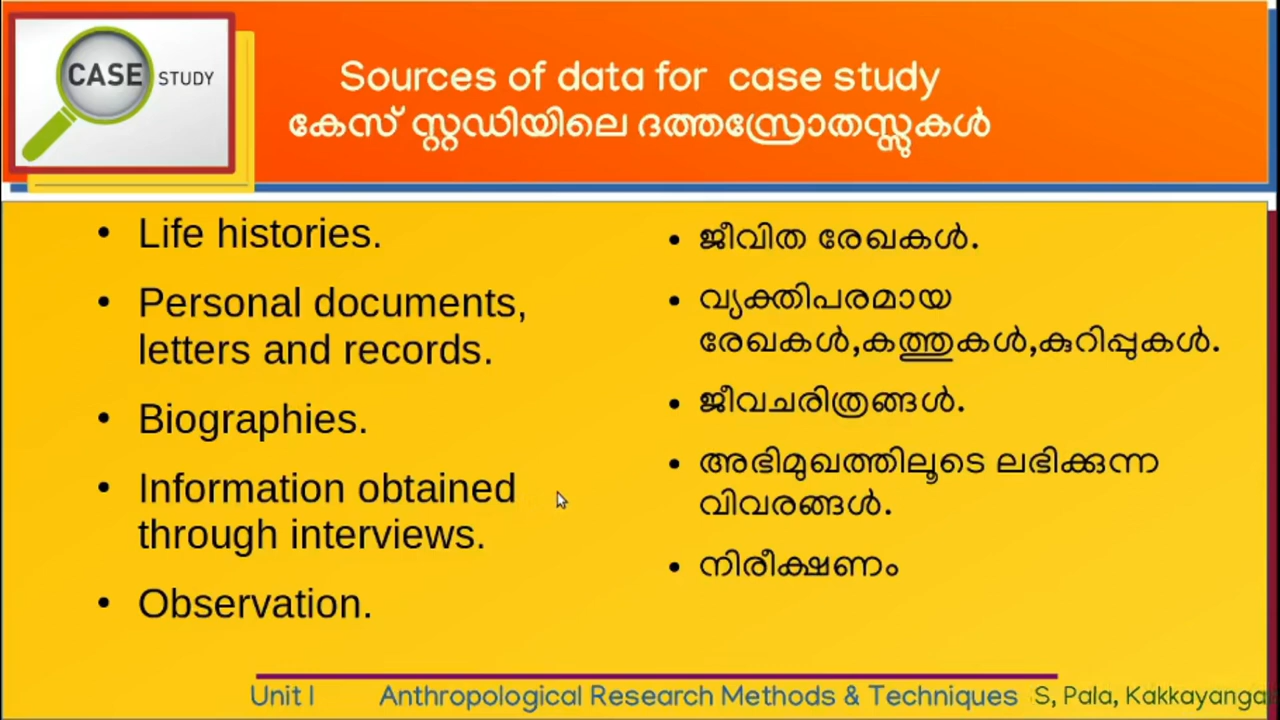 CASE STUDY
Sources of data for case study
കേസ് സ്റ്റഡിയിലെ ദത്തസ്രോതസ്സുകൾ
• Life histories.
• Personal documents,
letters and records.
• Biographies.
• Information obtained
through interviews.
• Observation.
• ജീവിത രേഖകൾ.
• വ്യക്തിപരമായ
രേഖകൾ,കത്തുകൾ,കുറിപ്പുകൾ.
• ജീവചരിത്രങ്ങൾ.
• അഭിമുഖത്തിലൂടെ ലഭിക്കുന്ന
വിവരങ്ങൾ.
• നിരീക്ഷണം
Unit I Anthropological Research Methods & Techniques S, Pala, Kakkayanga